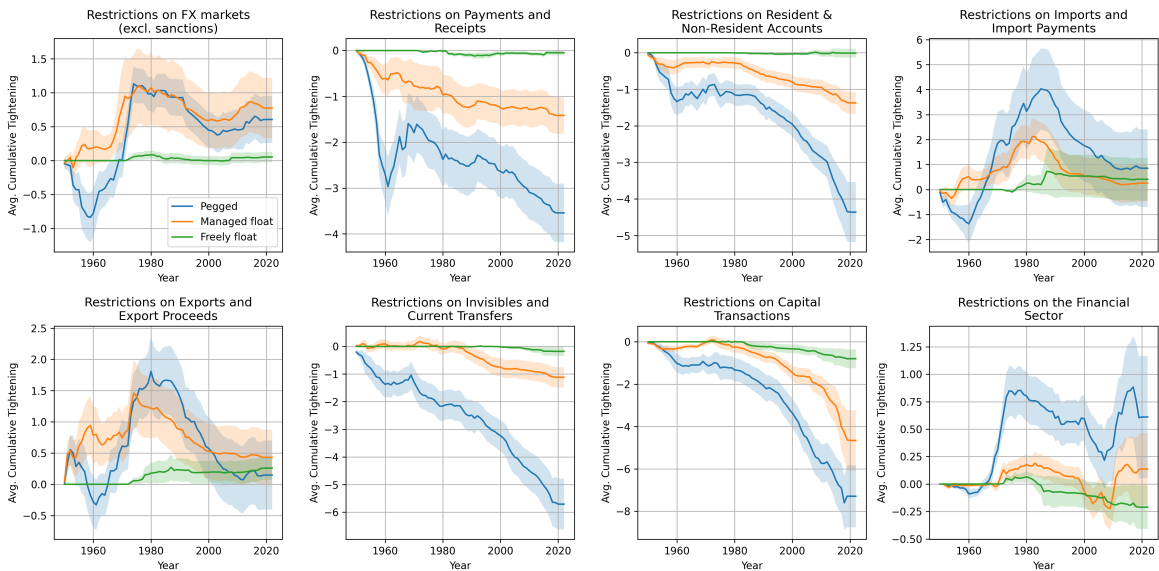 Restrictions on FX markets
(excl. sanctions)
Avg. Cumulative Tightening
1.5
1.0
0.5
0.0
−0.5
−1.0
Pegged
Managed float
Freely float
1960 1980 2000 2020
Year
Restrictions on Payments and
Receipts
Avg. Cumulative Tightening
0
−1
−2
−3
−4
1960 1980 2000 2020
Year
Restrictions on Resident &
Non-Resident Accounts
Avg. Cumulative Tightening
0
−1
−2
−3
−4
−5
1960 1980 2000 2020
Year
Restrictions on Imports and
Import Payments
Avg. Cumulative Tightening
6
5
4
3
2
1
0
−1
−2
1960 1980 2000 2020
Year
Restrictions on Exports and
Export Proceeds
Avg. Cumulative Tightening
2.5
2.0
1.5
1.0
0.5
0.0
−0.5
1960 1980 2000 2020
Year
Restrictions on Invisibles and
Current Transfers
Avg. Cumulative Tightening
0
−1
−2
−3
−4
−5
−6
1960 1980 2000 2020
Year
Restrictions on Capital
Transactions
Avg. Cumulative Tightening
0
−2
−4
−6
−8
1960 1980 2000 2020
Year
Restrictions on the Financial
Sector
Avg. Cumulative Tightening
1.25
1.00
0.75
0.50
0.25
0.00
−0.25
−0.50
1960 1980 2000 2020
Year